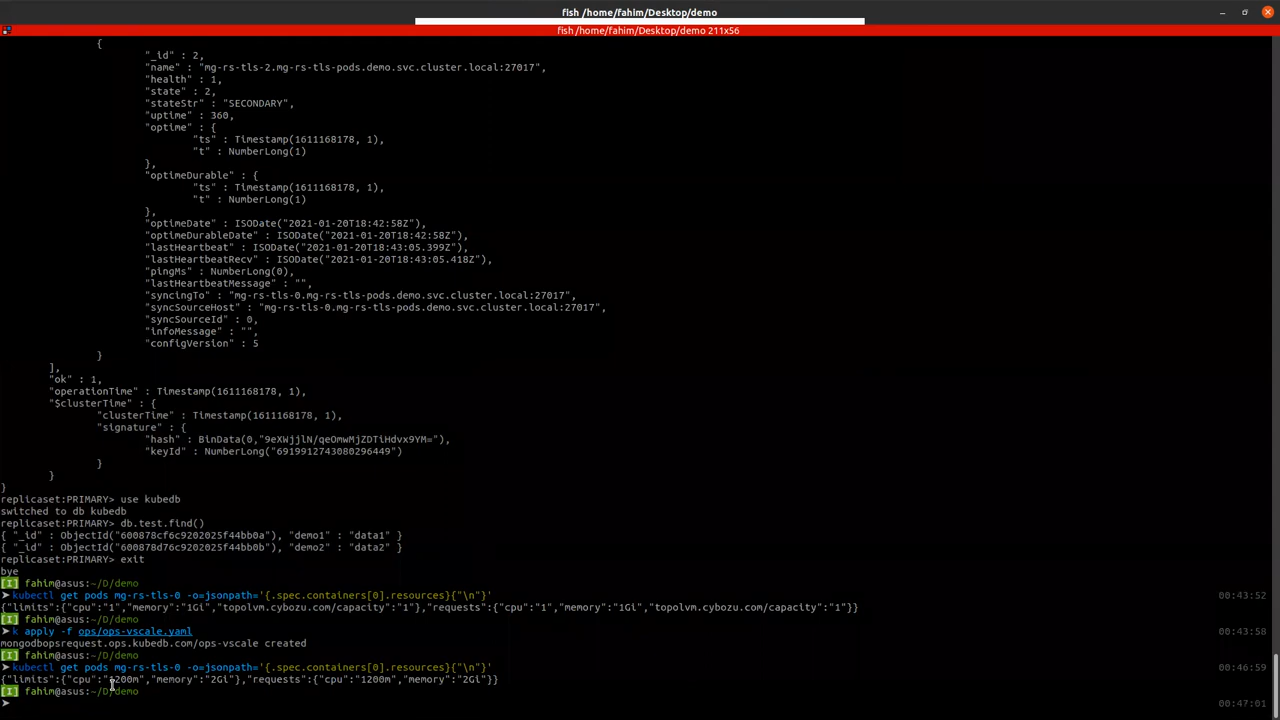 fish /home/fahim/Desktop/demo
fish /home/fahim/Desktop/demo 211x56
{
"_id" : 2,
"name" : "mg-rs-tls-2.mg-rs-tls-pods.demo.svc.cluster.local:27017",
"health" : 1,
"state" : 2,
"stateStr" : "SECONDARY",
"uptime" : 360,
"optime" : {
"ts" : Timestamp(1611168178, 1),
"t" : NumberLong(1)
},
"optimeDurable" : {
"ts" : Timestamp(1611168178, 1),
"t" : NumberLong(1)
},
"optimeDate" : ISODate("2021-01-20T18:42:58Z"),
"optimeDurableDate" : ISODate("2021-01-20T18:42:58Z"),
"lastHeartbeat" : ISODate("2021-01-20T18:43:05.399Z"),
"lastHeartbeatRecv" : ISODate("2021-01-20T18:43:05.418Z"),
"pingMs" : NumberLong(0),
"lastHeartbeatMessage" : "",
"syncingTo" : "mg-rs-tls-0.mg-rs-tls-pods.demo.svc.cluster.local:27017",
"syncSourceHost" : "mg-rs-tls-0.mg-rs-tls-pods.demo.svc.cluster.local:27017",
"syncSourceId" : 0,
"infoMessage" : "",
"configVersion" : 5
}
],
"ok" : 1,
"operationTime" : Timestamp(1611168178, 1),
"$clusterTime" : {
"clusterTime" : Timestamp(1611168178, 1),
"signature" : {
"hash" : BinData(0,"9eXWjjlN/qeOmwMjZDTiHdvx9YM="),
"keyId" : NumberLong("6919912743080296449")
}
}
}
replicaset:PRIMARY> use kubedb
switched to db kubedb
replicaset:PRIMARY> db.test.find()
{ "_id" : ObjectId("600878cf6c9202025f44bb0a"), "demo1" : "data1" }
{ "_id" : ObjectId("600878d76c9202025f44bb0b"), "demo2" : "data2" }
replicaset:PRIMARY> exit
bye
[I] fahim@asus:~/D/demo
➤ kubectl get pods mg-rs-tls-0 -o=jsonpath='{.spec.containers[0].resources}{"\n"}' 00:43:52
{"limits":{"cpu":"1","memory":"1Gi","topolvm.cybozu.com/capacity":"1"},"requests":{"cpu":"1","memory":"1Gi","topolvm.cybozu.com/capacity":"1"}}
[I] fahim@asus:~/D/demo
➤ k apply -f ops/ops-vscale.yaml 00:43:58
mongodbopsrequest.ops.kubedb.com/ops-vscale created
[I] fahim@asus:~/D/demo
➤ kubectl get pods mg-rs-tls-0 -o=jsonpath='{.spec.containers[0].resources}{"\n"}' 00:46:59
{"limits":{"cpu":"1200m","memory":"2Gi"},"requests":{"cpu":"1200m","memory":"2Gi"}}
[I] fahim@asus:~/D/demo
➤ 00:47:01